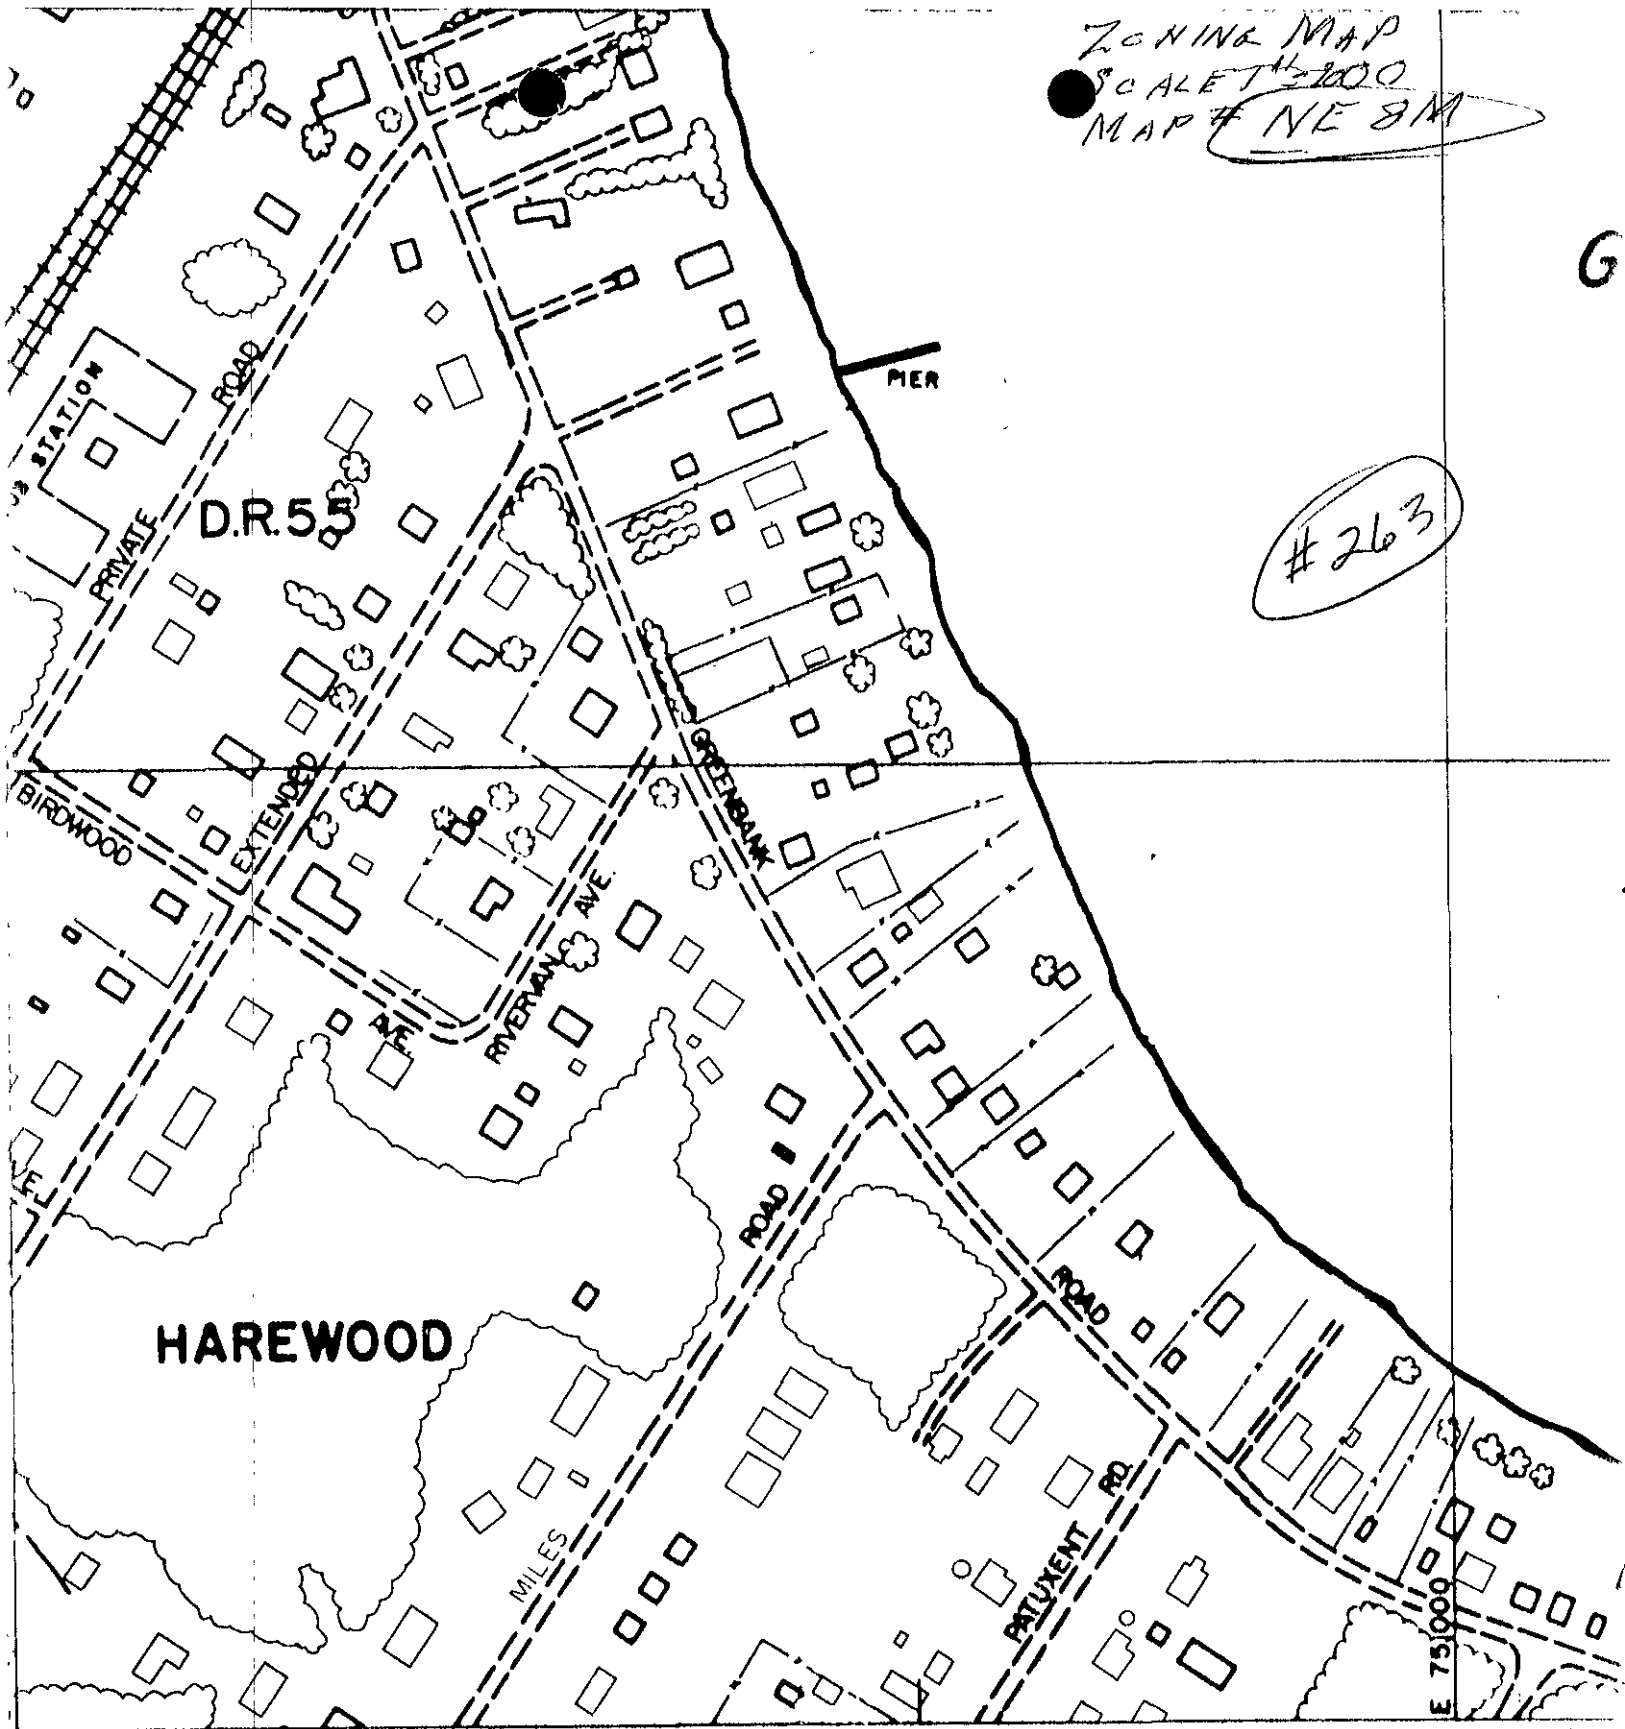 ZONING MAP
SCALE 1"=200'
MAP # NE 8M
G
PIER
STATION
ROAD
PRIVATE
D.R.5.5
# 263
BIRDWOOD
AVE.
EXTENDED
RIVERVAN AVE.
GREENBANK
ROAD
MILES
ROAD
HAREWOOD
PATUXENT RD.
E 75,000